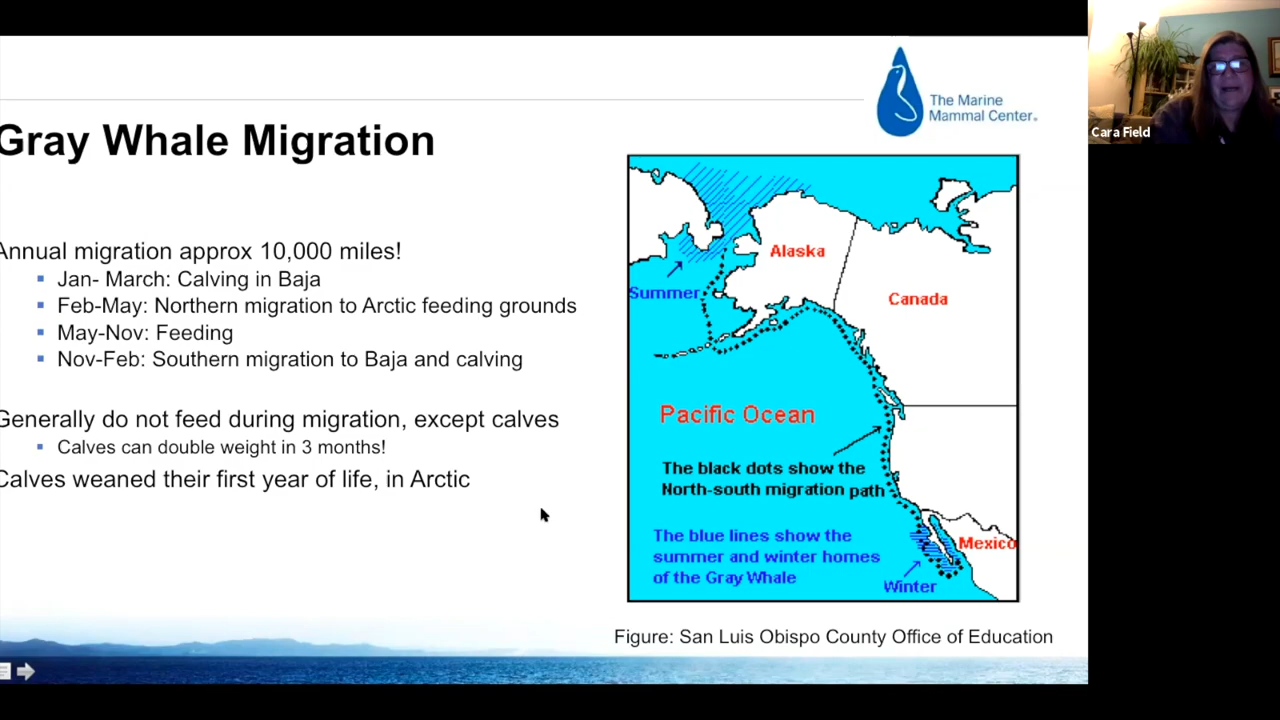 The Marine
Mammal Center®
Cara Field
Gray Whale Migration
Annual migration approx 10,000 miles!
Jan- March: Calving in Baja
Feb-May: Northern migration to Arctic feeding grounds
May-Nov: Feeding
Nov-Feb: Southern migration to Baja and calving
Generally do not feed during migration, except calves
Calves can double weight in 3 months!
Calves weaned their first year of life, in Arctic
Alaska
Summer
Canada
Pacific Ocean
The black dots show the
North-south migration path
The blue lines show the
summer and winter homes
of the Gray Whale
Mexico
Winter
Figure: San Luis Obispo County Office of Education